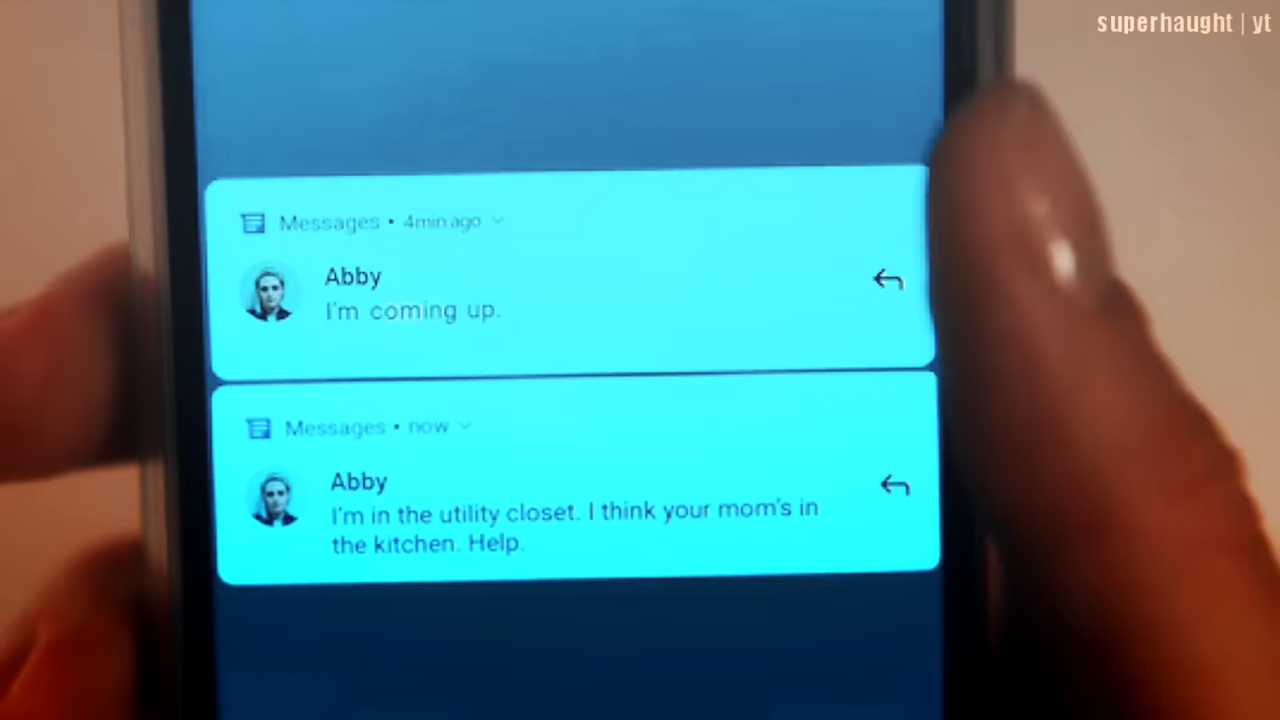 superhaught | yt
Messages • 4min ago
Abby
I'm coming up.
Messages • now
Abby
I'm in the utility closet. I think your mom's in
the kitchen. Help.